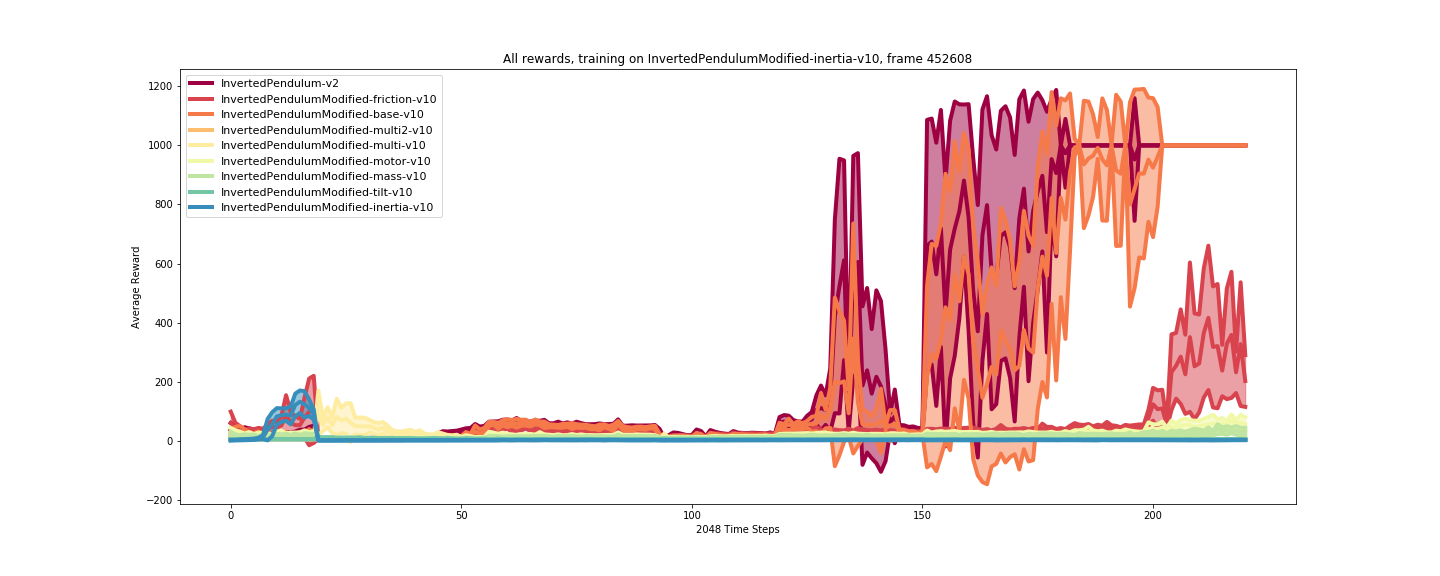 All rewards, training on InvertedPendulumModified-inertia-v10, frame 452608
InvertedPendulum-v2
InvertedPendulumModified-friction-v10
InvertedPendulumModified-base-v10
InvertedPendulumModified-multi2-v10
InvertedPendulumModified-multi-v10
InvertedPendulumModified-motor-v10
InvertedPendulumModified-mass-v10
InvertedPendulumModified-tilt-v10
InvertedPendulumModified-inertia-v10
Average Reward
1200
1000
800
600
400
200
0
−200
0 50 100 150 200
2048 Time Steps